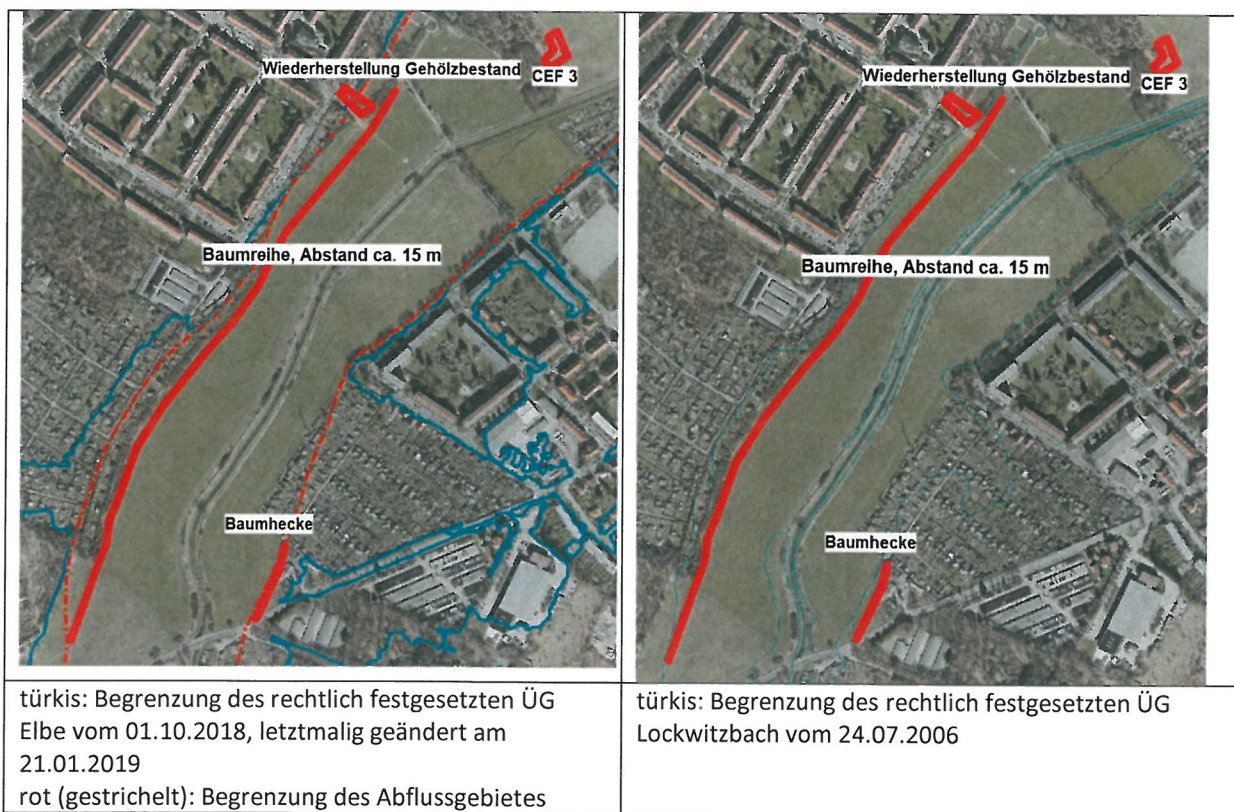 Wiederherstellung Gehölzbestand
CEF 3
Baumreihe, Abstand ca. 15 m
Baumhecke
türkis: Begrenzung des rechtlich festgesetzten ÜG
Elbe vom 01.10.2018, letztmalig geändert am
21.01.2019
rot (gestrichelt): Begrenzung des Abflussgebietes
Wiederherstellung Gehölzbestand
CEF 3
Baumreihe, Abstand ca. 15 m
Baumhecke
türkis: Begrenzung des rechtlich festgesetzten ÜG
Lockwitzbach vom 24.07.2006